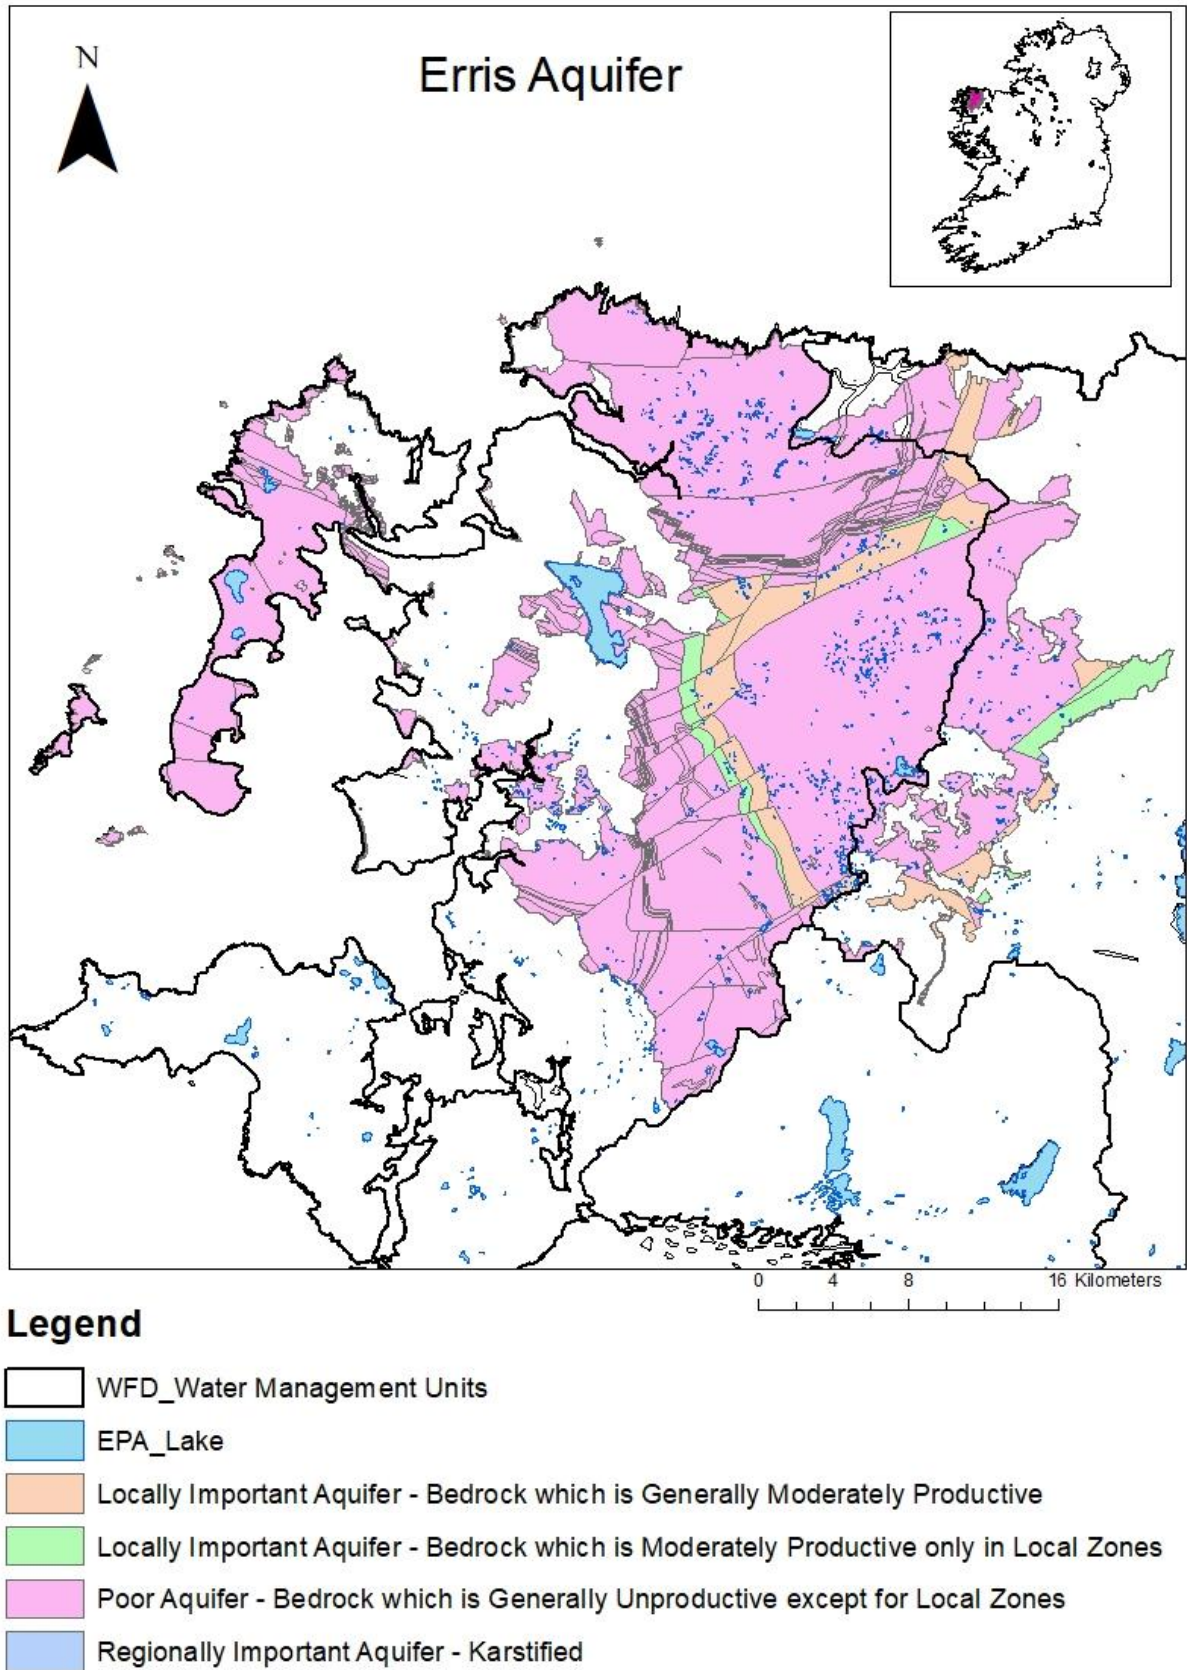 N
Erris Aquifer
0 4 8 16 Kilometers
Legend
WFD_Water Management Units
EPA_Lake
Locally Important Aquifer - Bedrock which is Generally Moderately Productive
Locally Important Aquifer - Bedrock which is Moderately Productive only in Local Zones
Poor Aquifer - Bedrock which is Generally Unproductive except for Local Zones
Regionally Important Aquifer - Karstified